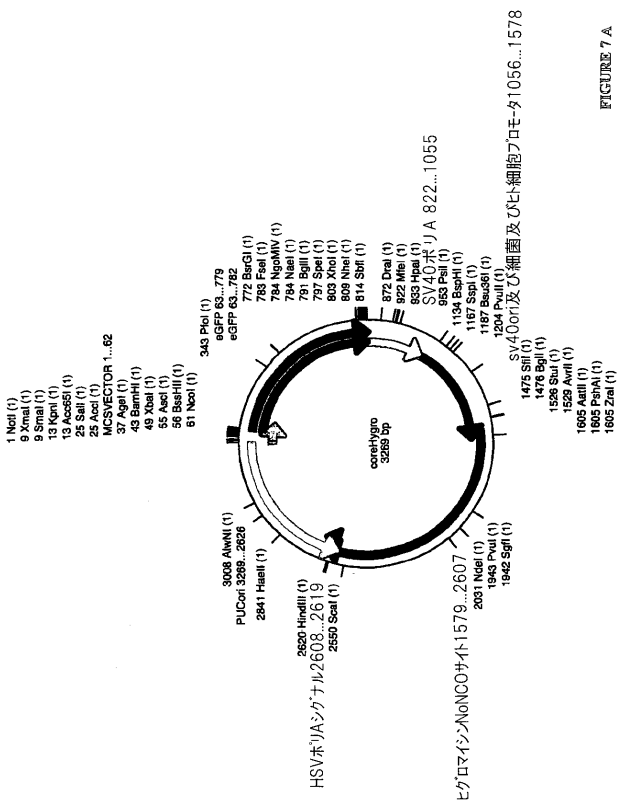 1 NotI (1)
9 XmaI (1)
9 SmaI (1)
13 KpnI (1)
13 Acc65I (1)
25 SalI (1)
25 AccI (1)
MCSVECTOR 1...62
37 AgeI (1)
43 BamHI (1)
49 XbaI (1)
55 AscI (1)
56 BssHII (1)
61 NcoI (1)
343 PfoI (1)
eGFP 63...779
eGFP 63...782
772 BsrGI (1)
783 FseI (1)
784 NgoMIV (1)
784 NaeI (1)
791 BglII (1)
797 SpeI (1)
803 XhoI (1)
809 NheI (1)
814 SbfI (1)
872 DraI (1)
922 MfeI (1)
933 HpaI (1)
SV40ポリA 822...1055
953 PsiI (1)
1134 BspHI (1)
1167 SspI (1)
1187 Bsu36I (1)
1204 PvuII (1)
sv40ori及び細菌及びヒト細胞プロモータ1056...1578
1475 SfiI (1)
1476 BglI (1)
1526 StuI (1)
1529 AvrII (1)
1605 AatII (1)
1605 PshAI (1)
1605 ZraI (1)
3008 AlwNI (1)
PUCori 3269...2626
2841 HaeII (1)
2620 HindIII (1)
HSVポリAシグナル2608...2619
2550 ScaI (1)
coreHygro
3269 bp
2031 NdeI (1)
1943 PvuI (1)
1942 SgfI (1)
ヒグロマイシンNoNCOサイト1579...2607
FIGURE 7 A